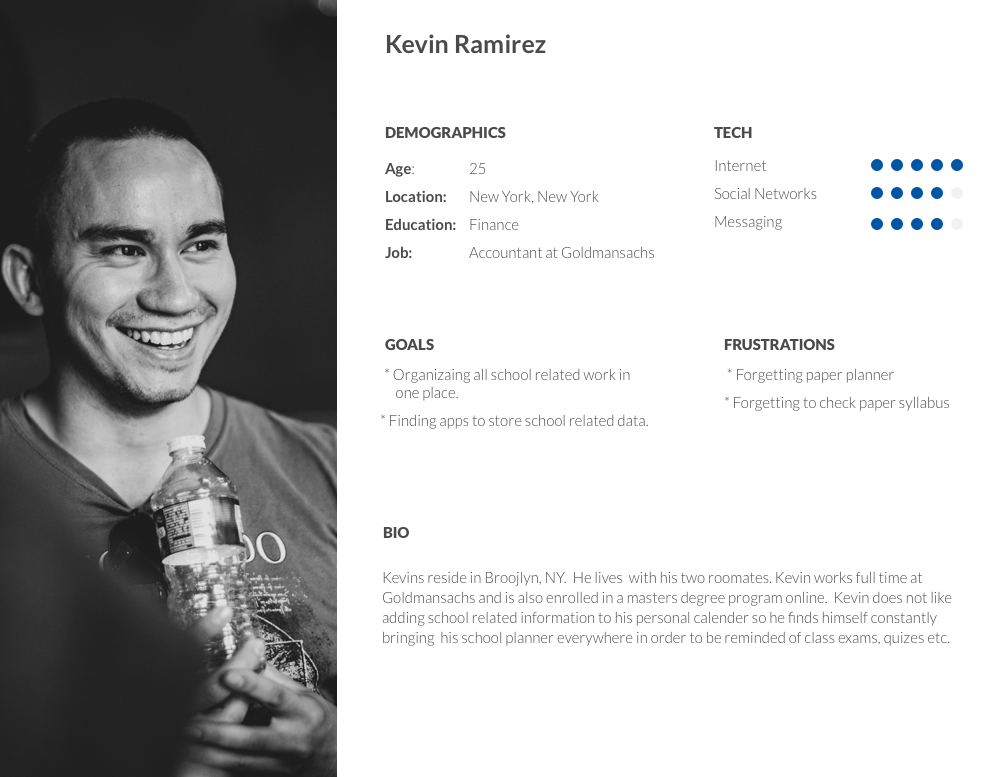 Kevin Ramirez
DEMOGRAPHICS
Age: 25
Location: New York, New York
Education: Finance
Job: Accountant at Goldmansachs
TECH
Internet
Social Networks
Messaging
GOALS
* Organizaing all school related work in
one place.
* Finding apps to store school related data.
FRUSTRATIONS
* Forgetting paper planner
* Forgetting to check paper syllabus
BIO
Kevins reside in Broojlyn, NY. He lives with his two roomates. Kevin works full time at
Goldmansachs and is also enrolled in a masters degree program online. Kevin does not like
adding school related information to his personal calender so he finds himself constantly
bringing his school planner everywhere in order to be reminded of class exams, quizes etc.